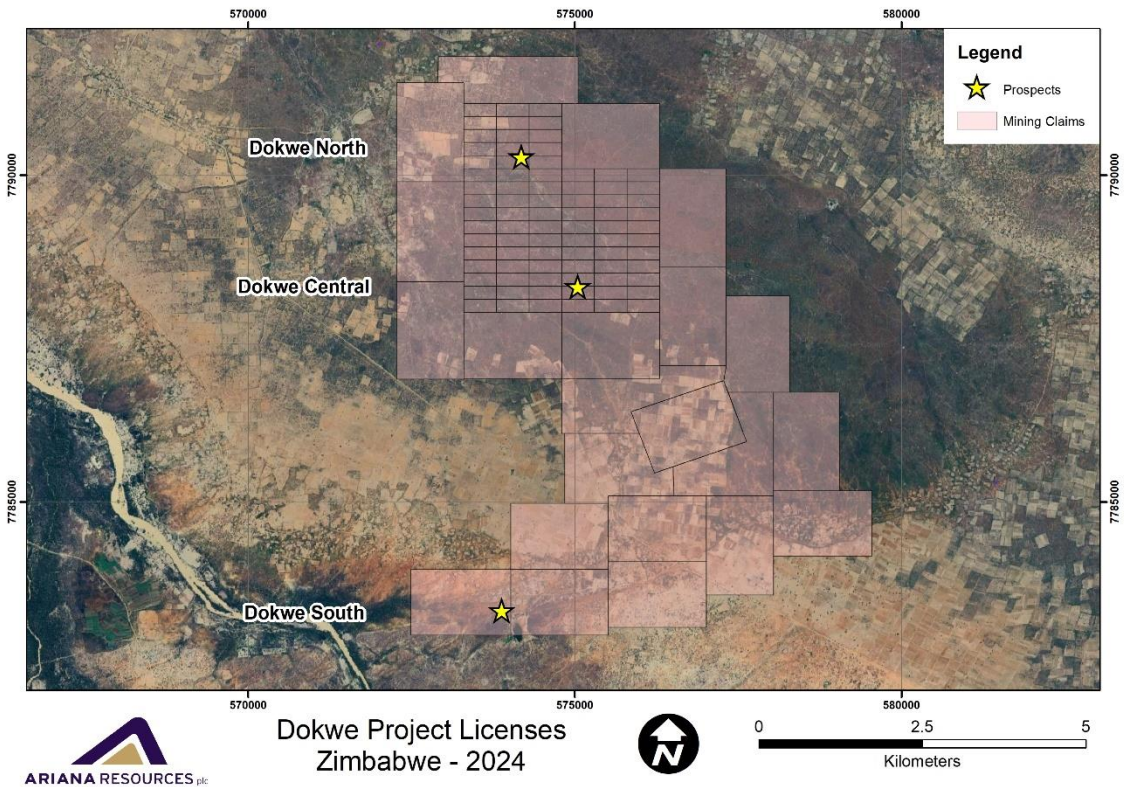 570000 575000 580000
Legend
Prospects
Mining Claims
Dokwe North
7790000 7790000
Dokwe Central
7785000 7785000
Dokwe South
570000 575000 580000
Dokwe Project Licenses
Zimbabwe - 2024
N
0 2.5 5
Kilometers
ARIANA RESOURCES plc